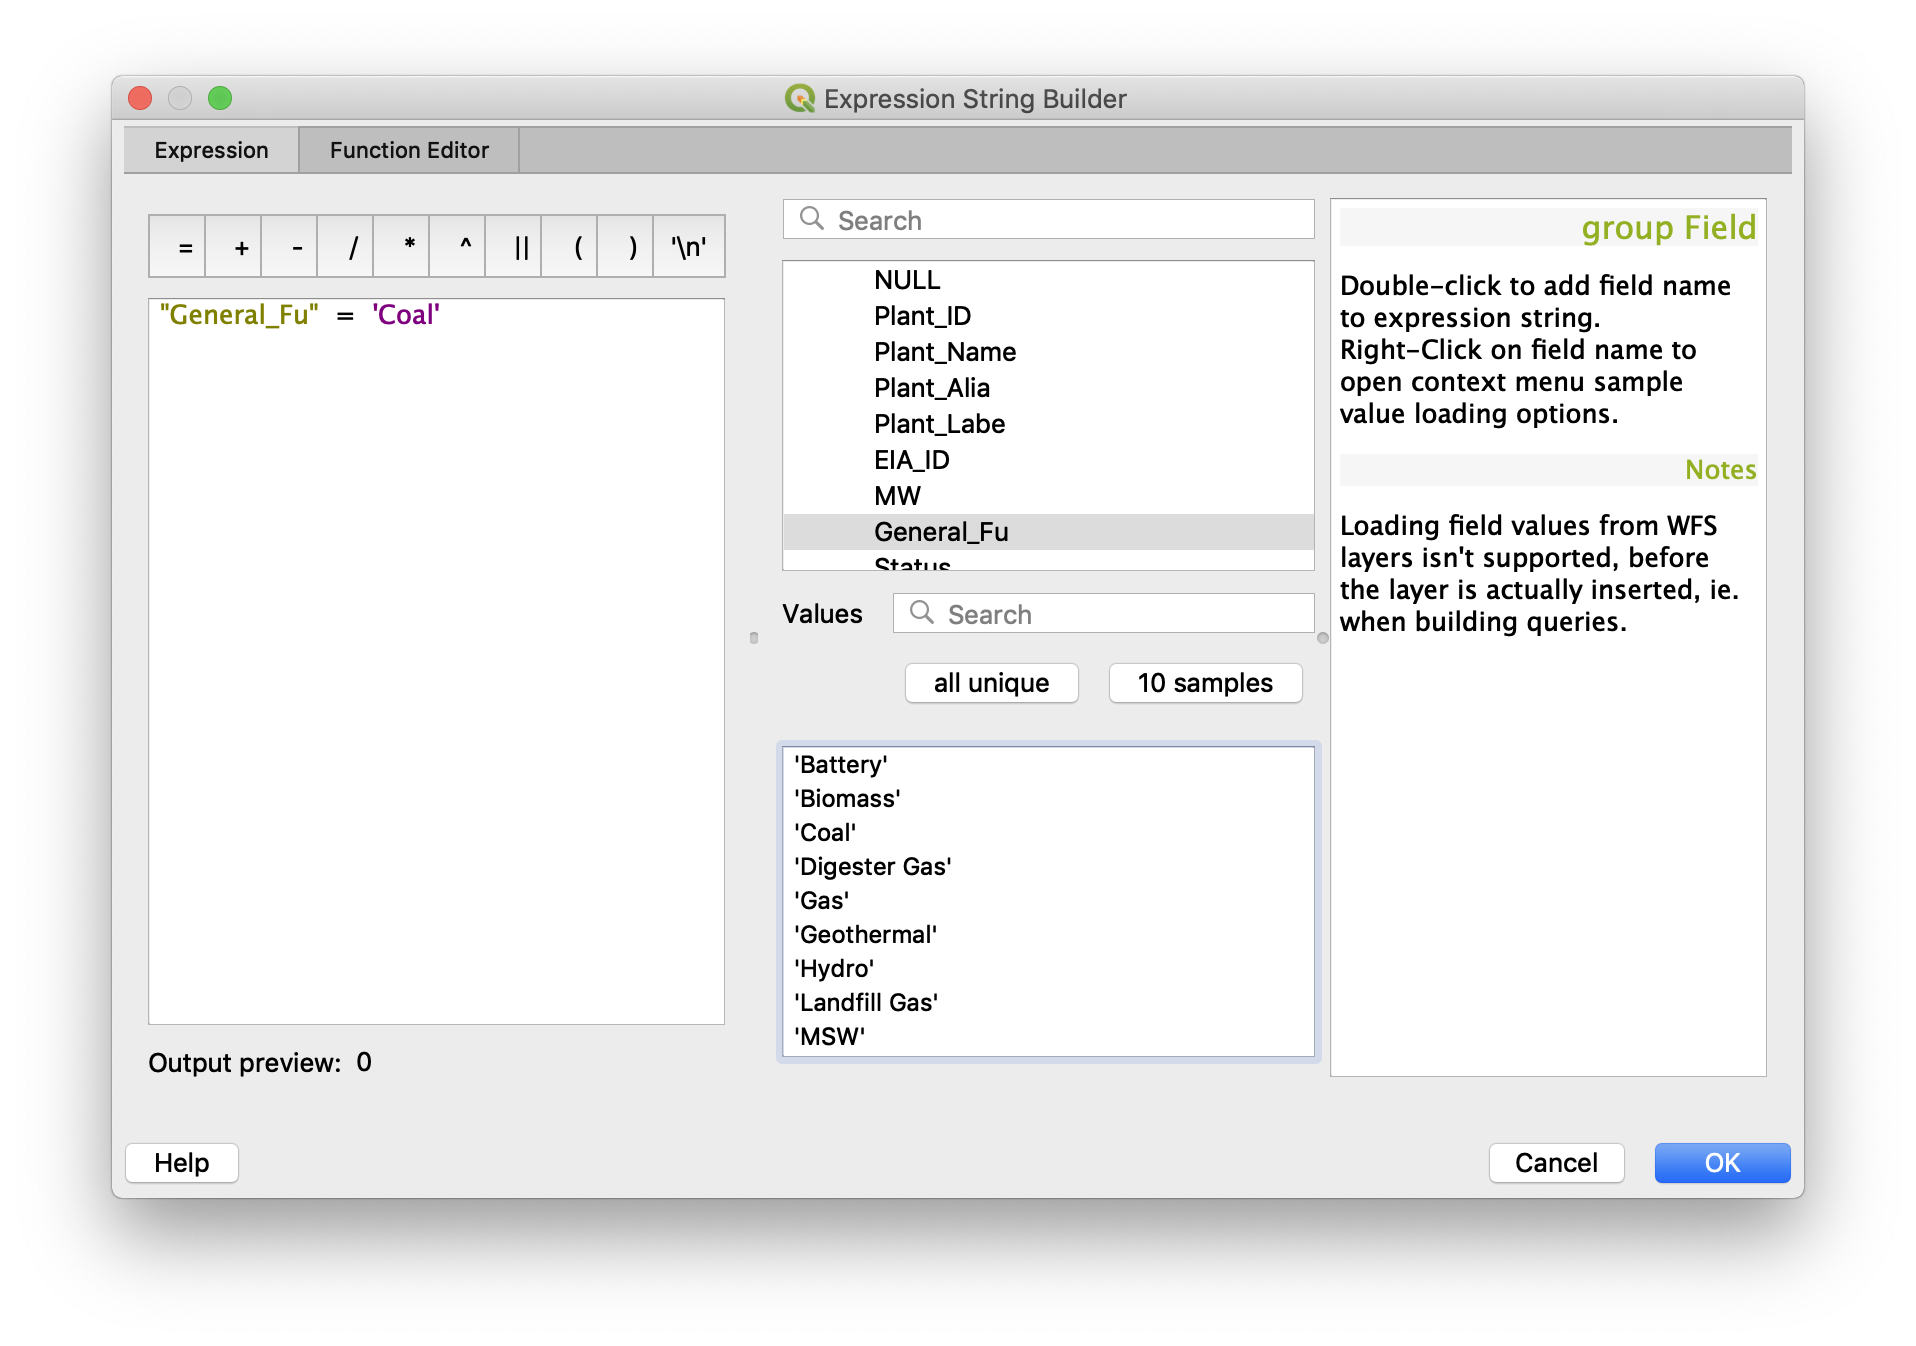 Expression String Builder
Expression
Function Editor
= + - / * ^ || ( ) '\n'
"General_Fu" = 'Coal'
Output preview: 0
Search
NULL
Plant_ID
Plant_Name
Plant_Alia
Plant_Labe
EIA_ID
MW
General_Fu
Status
Values
Search
all unique
10 samples
'Battery'
'Biomass'
'Coal'
'Digester Gas'
'Gas'
'Geothermal'
'Hydro'
'Landfill Gas'
'MSW'
group Field
Double-click to add field name
to expression string.
Right-Click on field name to
open context menu sample
value loading options.
Notes
Loading field values from WFS
layers isn't supported, before
the layer is actually inserted, ie.
when building queries.
Help
Cancel
OK